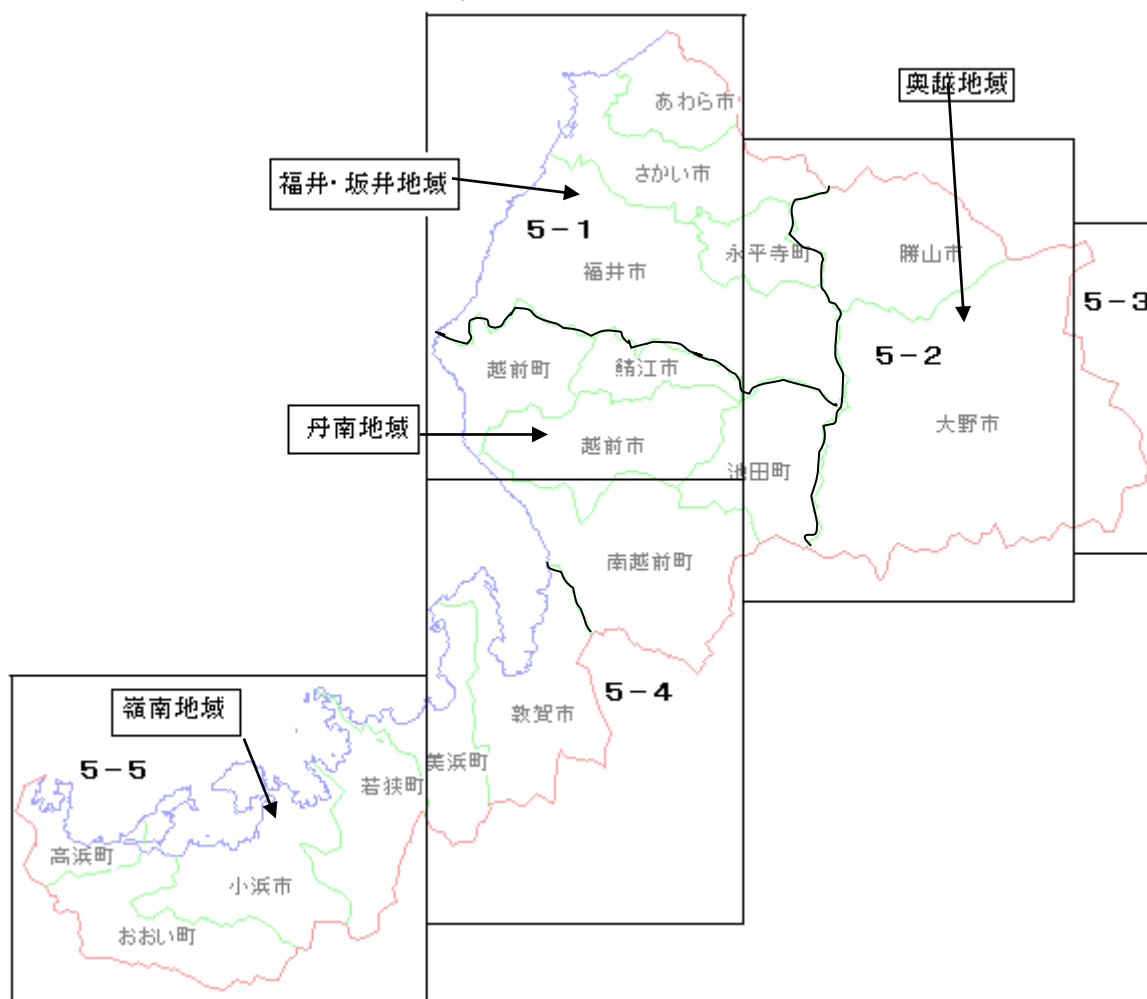 あわら市
奥越地域
福井・坂井地域
さかい市
5-1
永平寺町
勝山市
福井市
5-3
越前町
鯖江市
5-2
丹南地域
越前市
大野市
池田町
南越前町
嶺南地域
5-4
敦賀市
5-5
若狭町
美浜町
高浜町
小浜市
おおい町